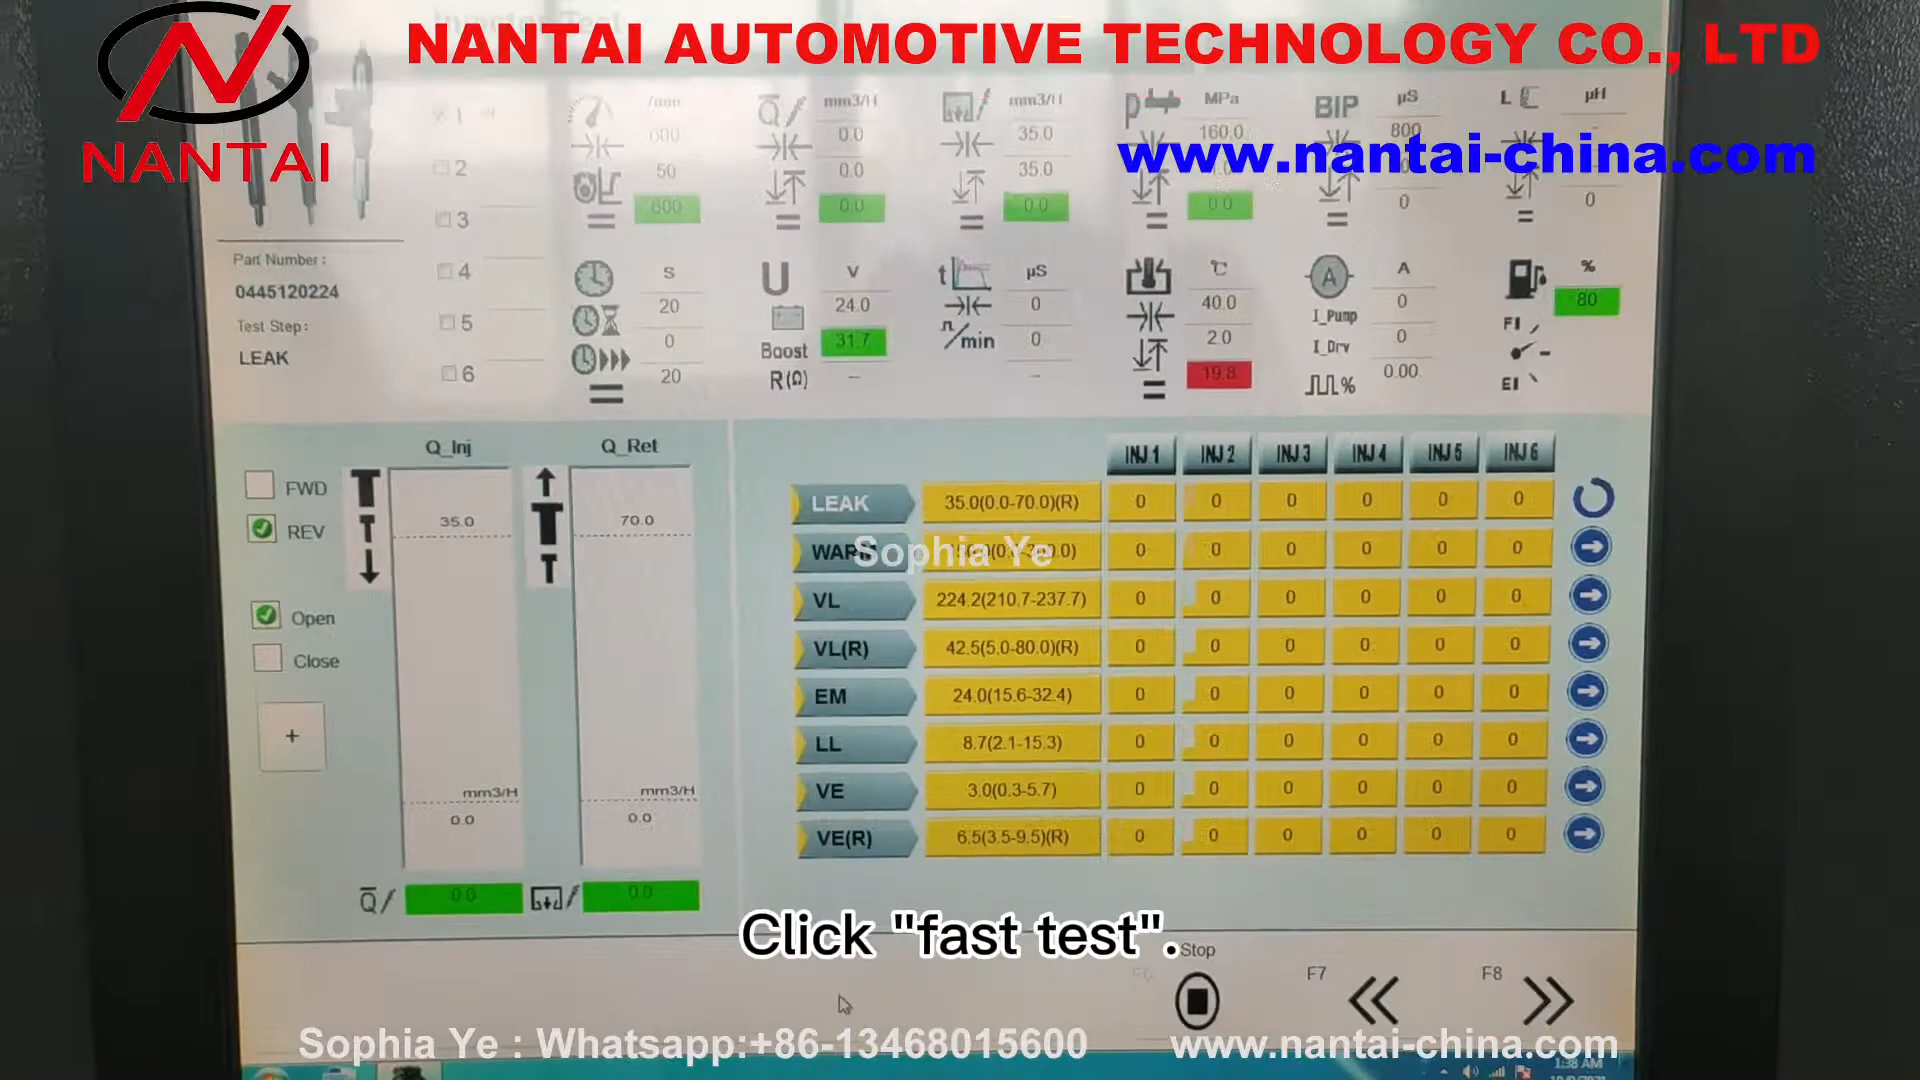 NANTAI AUTOMOTIVE TECHNOLOGY CO., LTD
NANTAI
www.nantai-china.com
1
2
3
4
5
6
/min
600
50
600
mm3/H
0.0
0.0
0.0
mm3/H
35.0
35.0
0.0
MPa
160.0
0.0
BIP
µS
800
0
L
µH
-
0
Part Number :
0445120224
Test Step :
LEAK
S
20
0
20
U
V
24.0
Boost
31.7
R(Ω)
--
t
µS
0
n/min
0
-
℃
40.0
2.0
19.8
A
A
0
I_Pump
0
I_Drv
0.00
%
%
80
F
E
Q_Inj
Q_Ret
FWD
REV
Open
Close
+
35.0
70.0
mm3/H
0.0
mm3/H
0.0
0.0
0.0
INJ 1 INJ 2 INJ 3 INJ 4 INJ 5 INJ 6
LEAK 35.0(0.0-70.0)(R) 0 0 0 0 0 0
WARM 0 0 0 0 0 0
Sophia Ye
VL 224.2(210.7-237.7) 0 0 0 0 0 0
VL(R) 42.5(5.0-80.0)(R) 0 0 0 0 0 0
EM 24.0(15.6-32.4) 0 0 0 0 0 0
LL 8.7(2.1-15.3) 0 0 0 0 0 0
VE 3.0(0.3-5.7) 0 0 0 0 0 0
VE(R) 6.5(3.5-9.5)(R) 0 0 0 0 0 0
Click "fast test".
F6
Stop
F7
F8
Sophia Ye : Whatsapp:+86-13468015600
www.nantai-china.com
1:38 AM